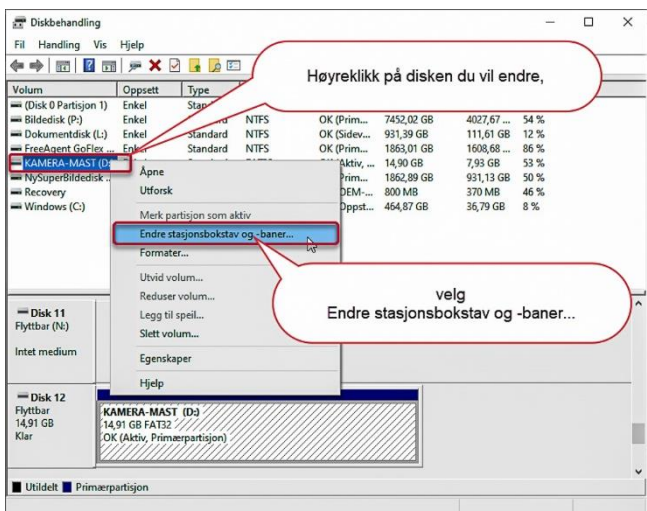 Diskbehandling
Fil Handling Vis Hjelp
Høyreklikk på disken du vil endre,
Volum Oppsett Type
(Disk 0 Partisjon 1) Enkel
Bildedisk (P:) Enkel NTFS OK (Prim... 7452,02 GB 4027,67 ... 54 %
Dokumentdisk (L:) Enkel Standard NTFS OK (Sidev... 931,39 GB 111,61 GB 12 %
FreeAgent GoFlex ... Enkel Standard NTFS OK (Prim... 1863,01 GB 1608,68 ... 86 %
KAMERA-MAST (D: 14,90 GB 7,93 GB 53 %
NySuperBildedisk ... 1862,89 GB 931,13 GB 50 %
Recovery 800 MB 370 MB 46 %
Windows (C:) 464,87 GB 36,79 GB 8 %
Åpne
Utforsk
Merk partisjon som aktiv
Endre stasjonsbokstav og -baner...
Formater...
Utvid volum...
Reduser volum...
Legg til speil...
Slett volum...
Egenskaper
Hjelp
velg
Endre stasjonsbokstav og -baner...
Disk 11
Flyttbar (N:)
Intet medium
Disk 12
Flyttbar
14,91 GB
Klar
KAMERA-MAST (D:)
14,91 GB FAT32
OK (Aktiv, Primærpartisjon)
Utildelt Primærpartisjon